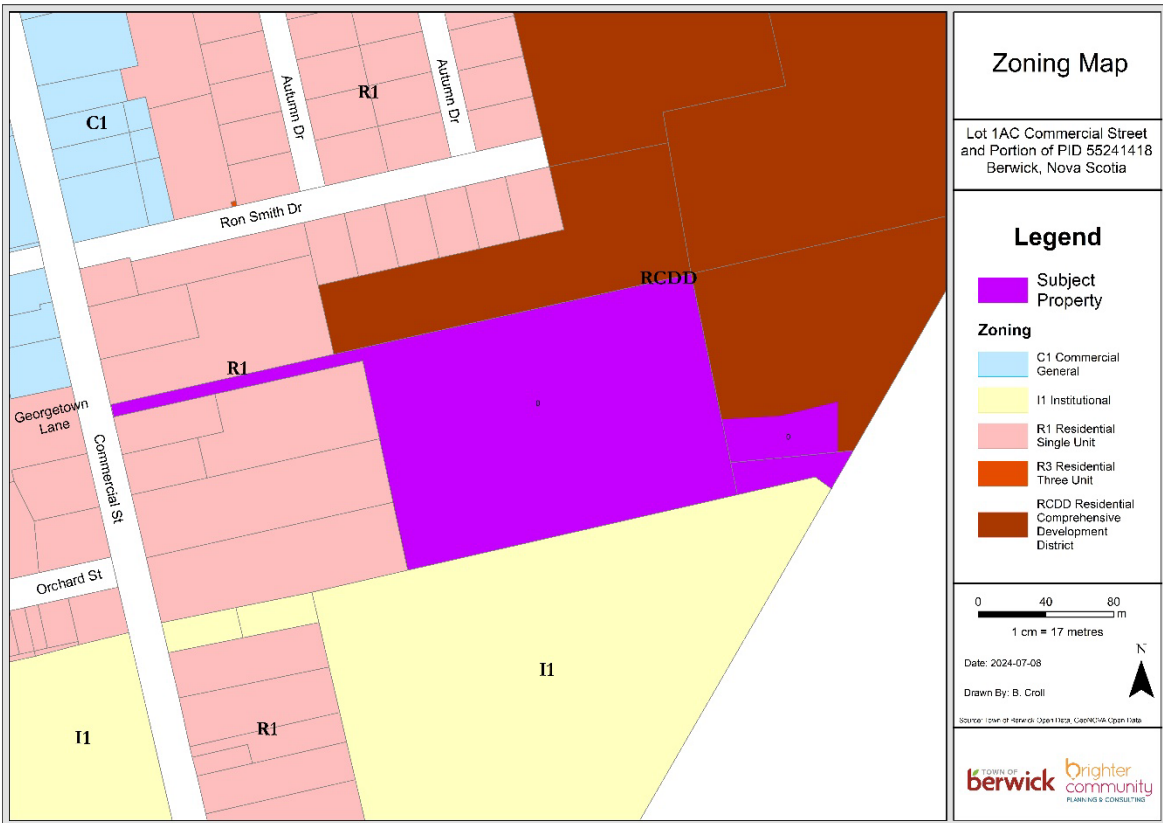 C1
Autumn Dr
R1
Autumn Dr
Ron Smith Dr
RCDD
R1
Georgetown
Lane
Commercial St
0
0
Orchard St
I1
I1
R1
Zoning Map
Lot 1AC Commercial Street
and Portion of PID 55241418
Berwick, Nova Scotia
Legend
Subject
Property
Zoning
C1 Commercial
General
I1 Institutional
R1 Residential
Single Unit
R3 Residential
Three Unit
RCDD Residential
Comprehensive
Development
District
0 40 80
m
1 cm = 17 metres
N
Date: 2024-07-08
Drawn By: B. Croll
Source: Town of Berwick Open Data, GeoNOVA Open Data
TOWN OF
berwick
brighter
community
PLANNING & CONSULTING